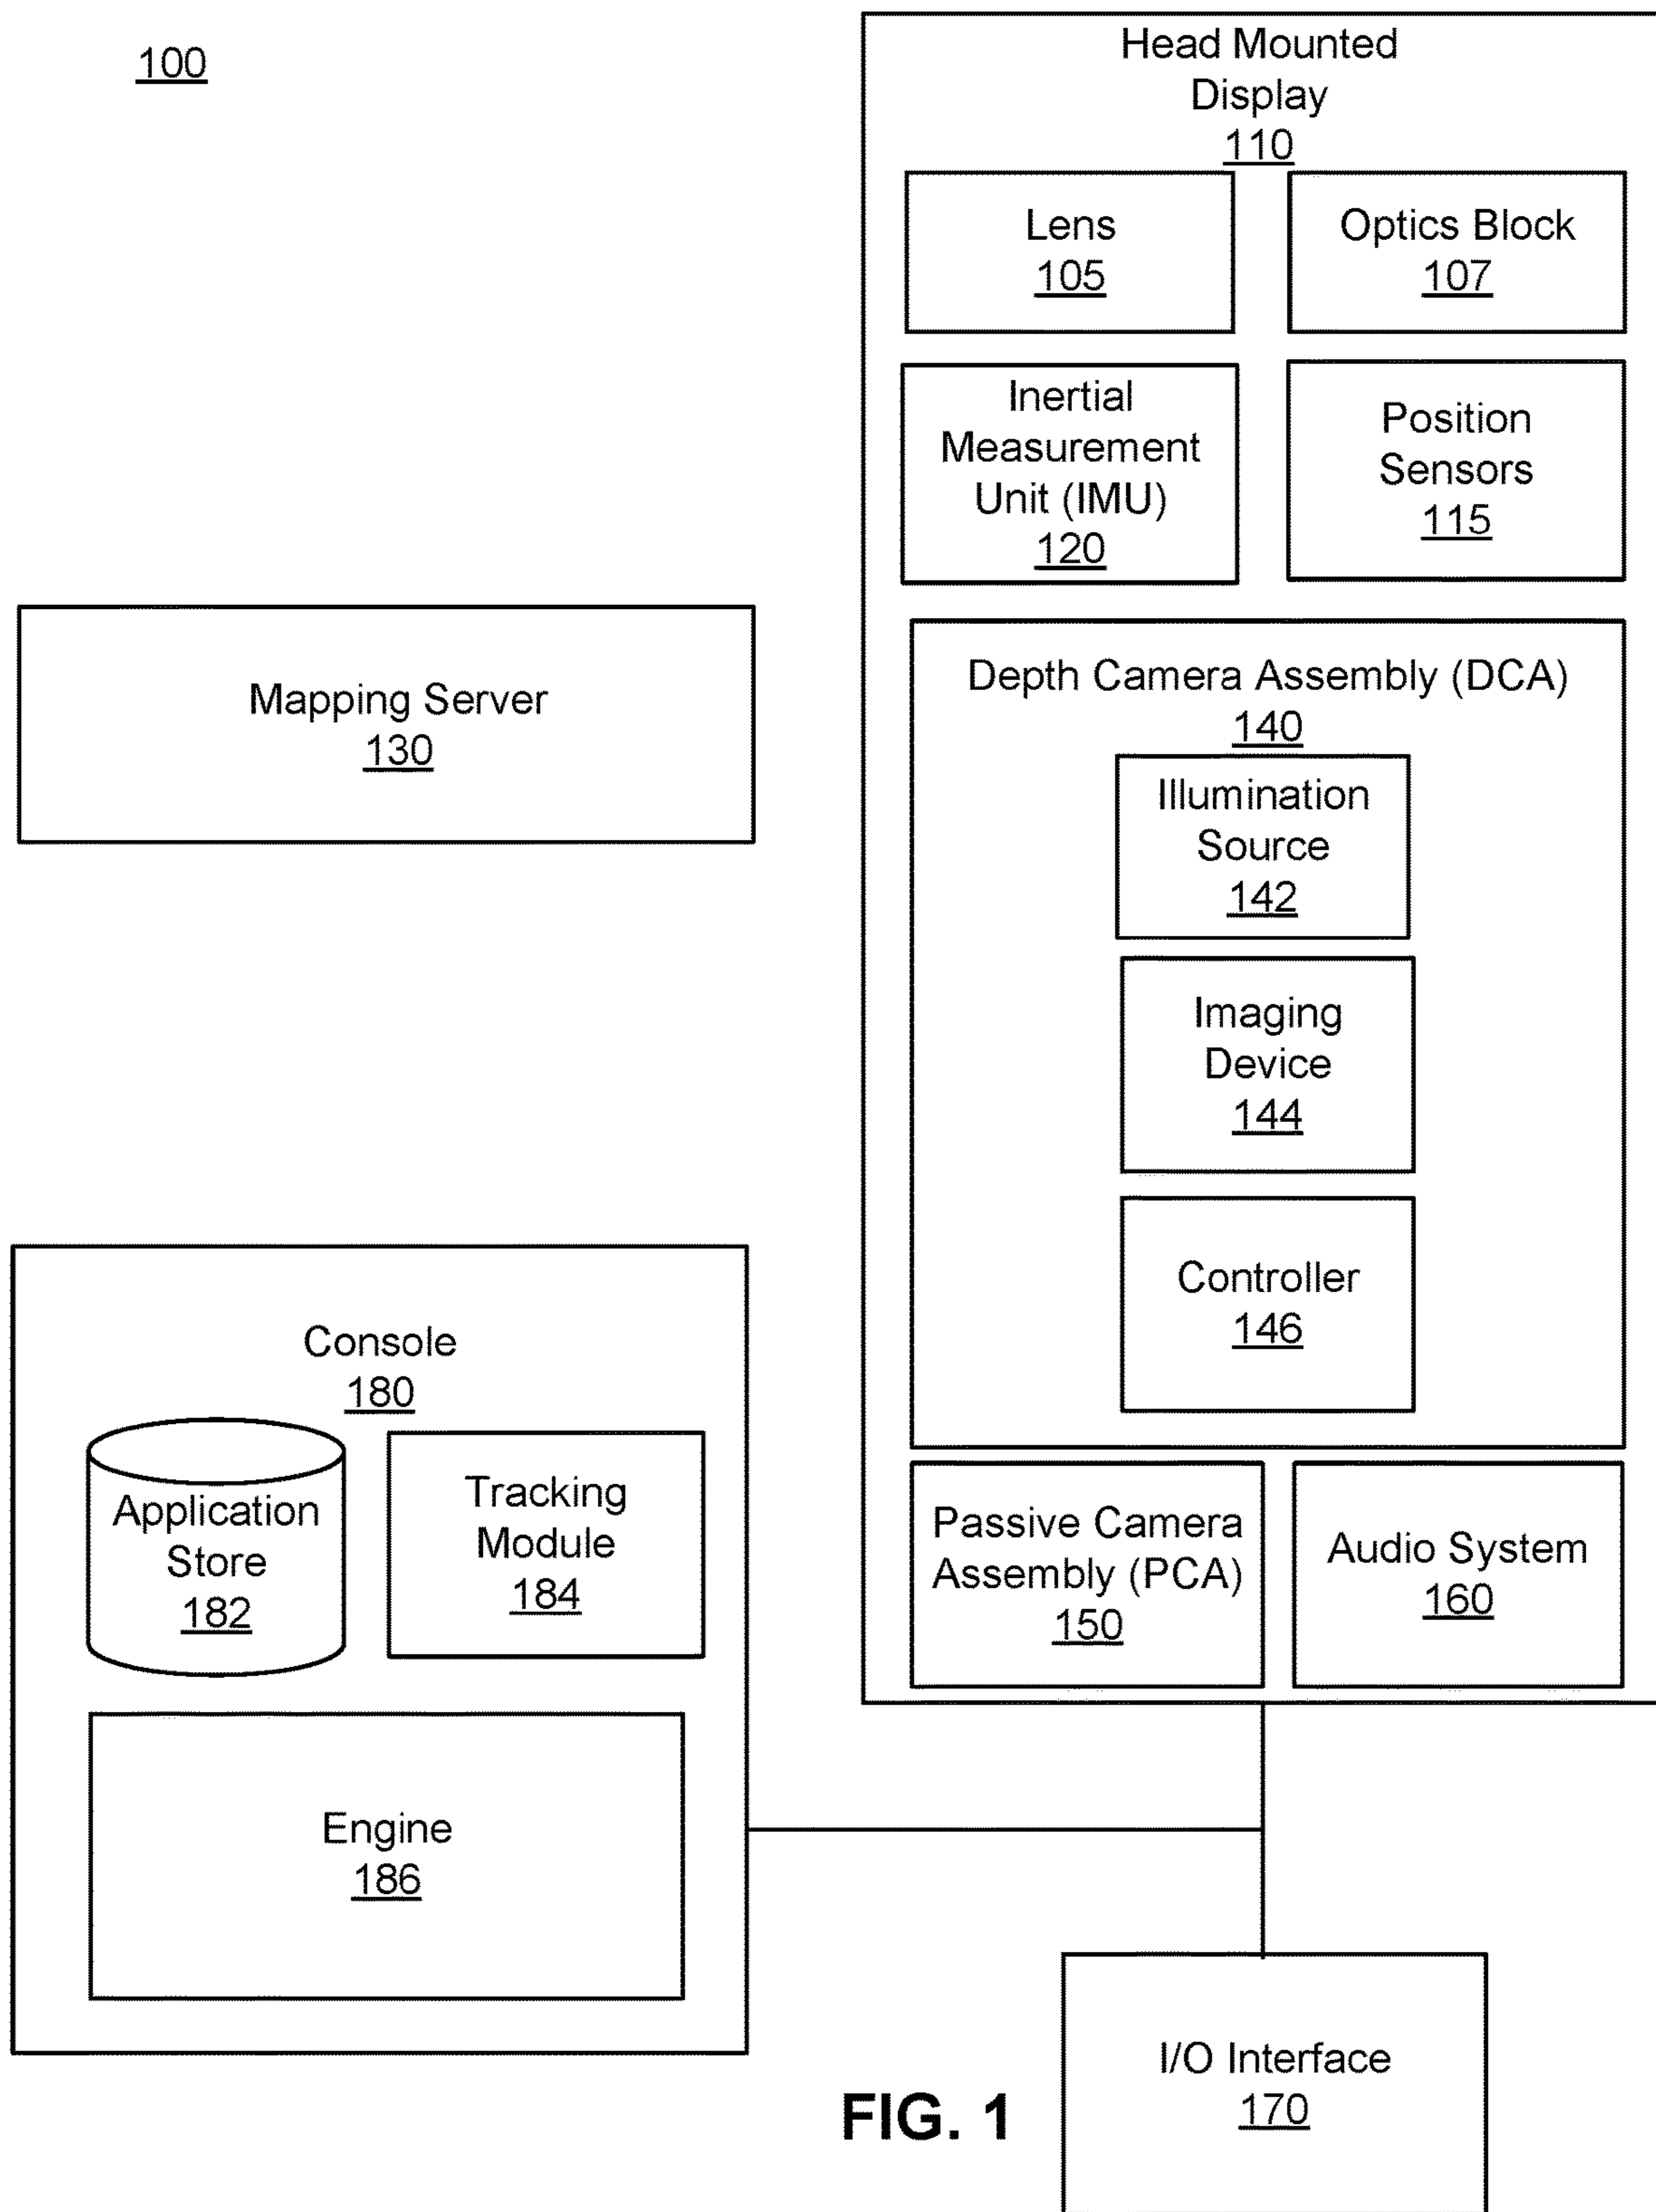 100
Head Mounted
Display
110
Lens
105
Optics Block
107
Inertial
Measurement
Unit (IMU)
120
Position
Sensors
115
Mapping Server
130
Depth Camera Assembly (DCA)
140
Illumination
Source
142
Imaging
Device
144
Controller
146
Console
180
Application
Store
182
Tracking
Module
184
Engine
186
Passive Camera
Assembly (PCA)
150
Audio System
160
I/O Interface
170
FIG. 1